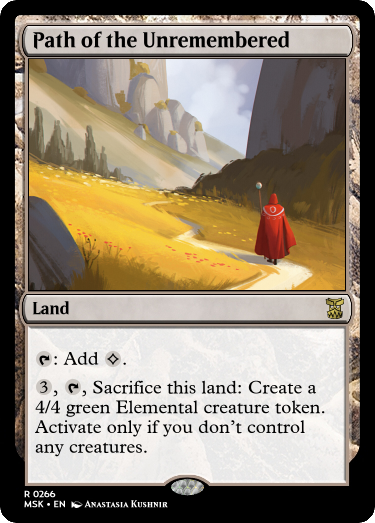 Path of the Unremembered
Land
: Add .
3, , Sacrifice this land: Create a
4/4 green Elemental creature token.
Activate only if you don't control
any creatures.
R 0266
MSK • EN Anastasia Kushnir